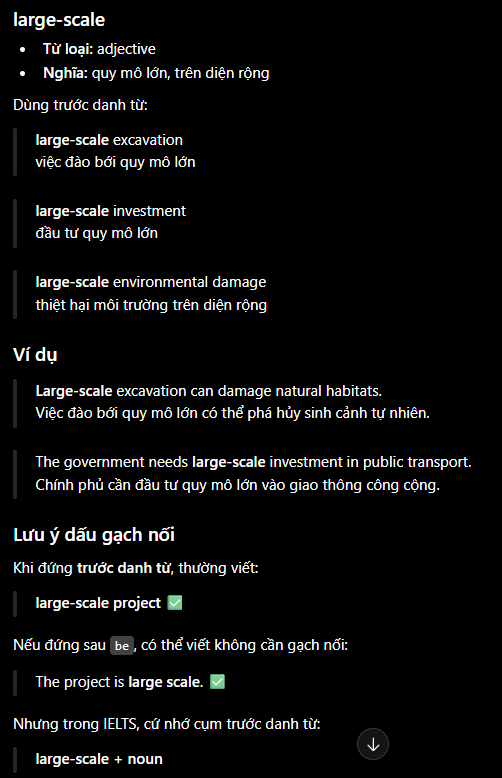 large-scale
Từ loại: adjective
Nghĩa: quy mô lớn, trên diện rộng
Dùng trước danh từ:
large-scale excavation
việc đào bới quy mô lớn
large-scale investment
đầu tư quy mô lớn
large-scale environmental damage
thiệt hại môi trường trên diện rộng
Ví dụ
Large-scale excavation can damage natural habitats.
Việc đào bới quy mô lớn có thể phá hủy sinh cảnh tự nhiên.
The government needs large-scale investment in public transport.
Chính phủ cần đầu tư quy mô lớn vào giao thông công cộng.
Lưu ý dấu gạch nối
Khi đứng trước danh từ, thường viết:
large-scale project ✅
Nếu đứng sau be, có thể viết không cần gạch nối:
The project is large scale. ✅
Nhưng trong IELTS, cứ nhớ cụm trước danh từ:
large-scale + noun